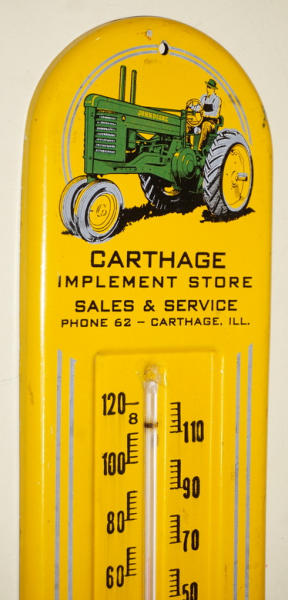 JOHN DEERE
CARTHAGE
IMPLEMENT STORE
SALES & SERVICE
PHONE 62 – CARTHAGE, ILL.
120
8
110
100
90
80
70
60
50